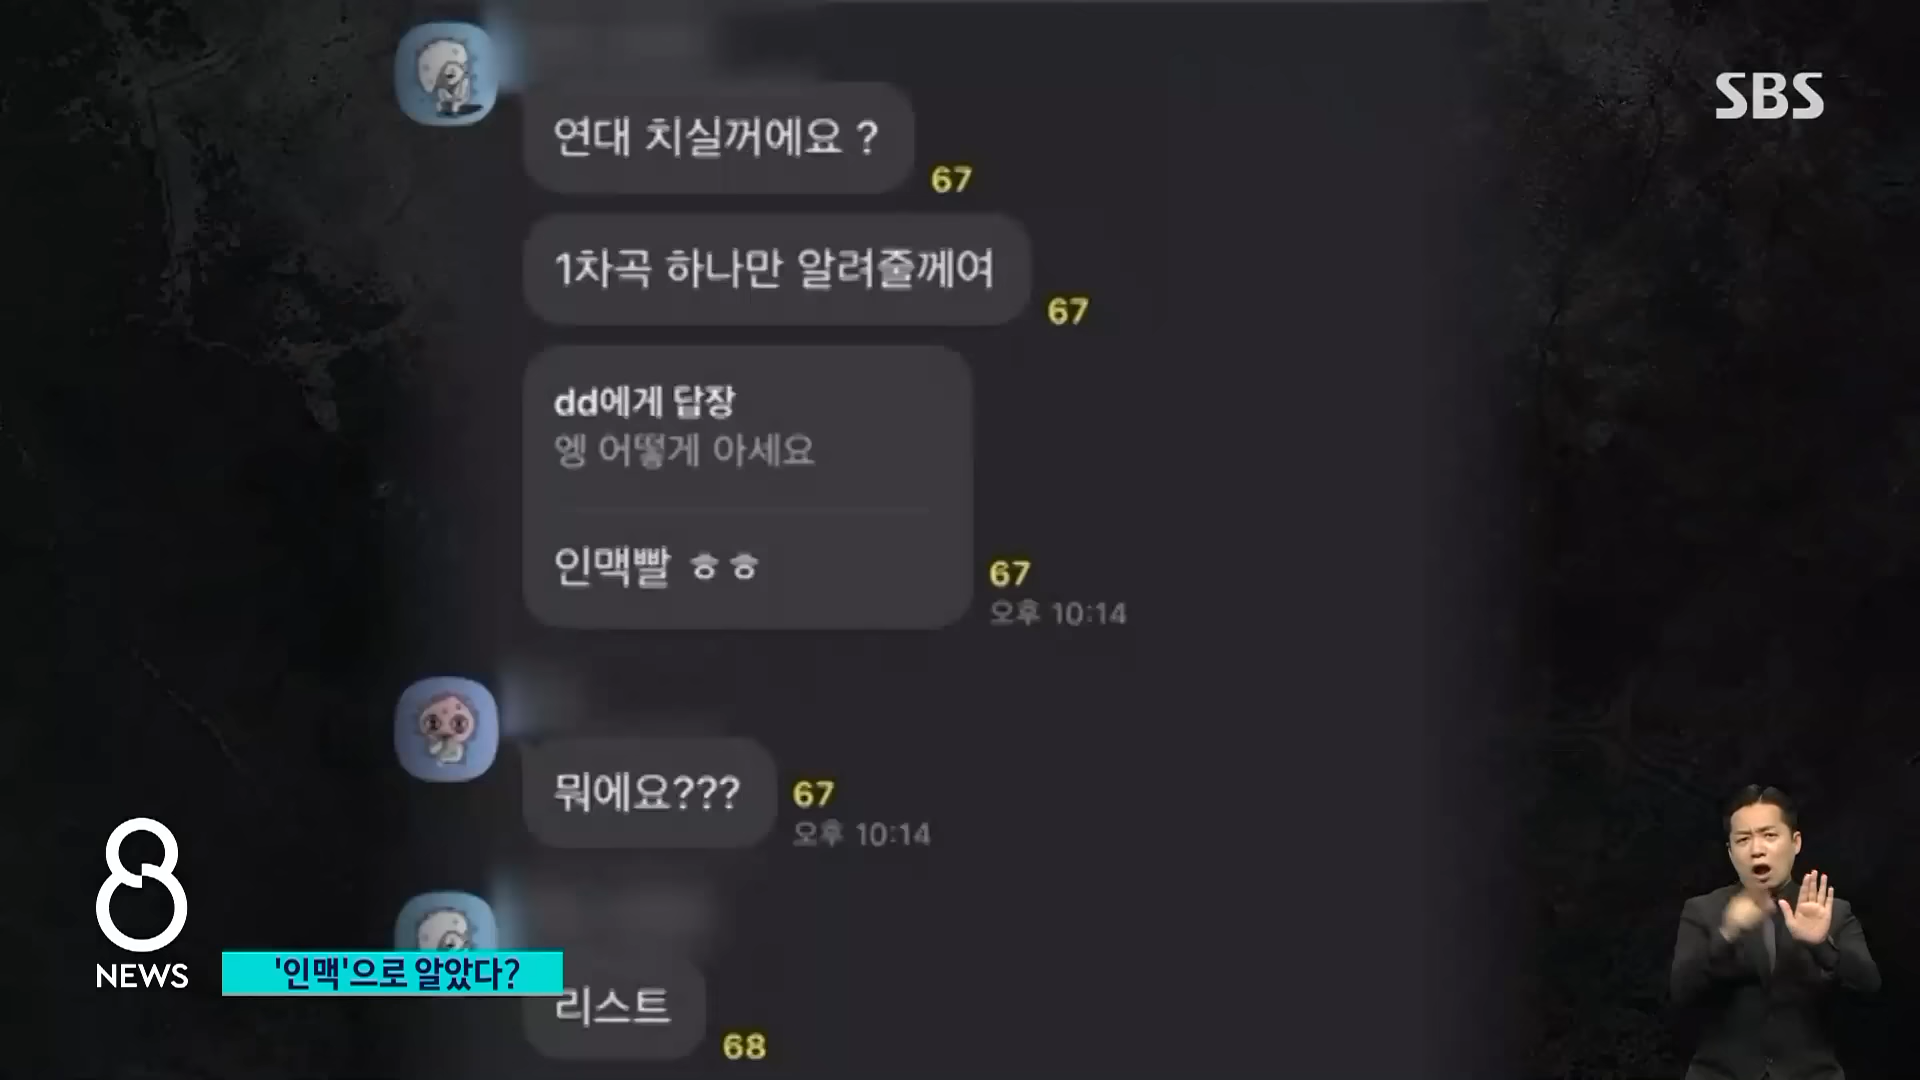 SBS
연대 치실꺼에요 ?
67
1차곡 하나만 알려줄께여
67
dd에게 답장
엥 어떻게 아세요
인맥빨 ㅎㅎ
67
오후 10:14
뭐에요???
67
오후 10:14
리스트
68
8
NEWS
'인맥'으로 알았다?